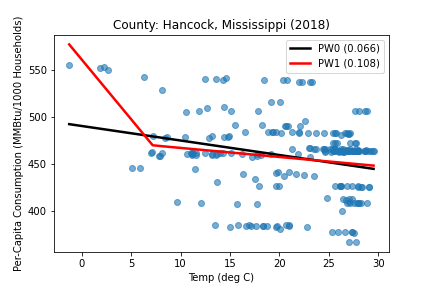 County: Hancock, Mississippi (2018)
PW0 (0.066)
PW1 (0.108)
Per-Capita Consumption (MMBtu/1000 Households)
550
500
450
400
0 5 10 15 20 25 30
Temp (deg C)